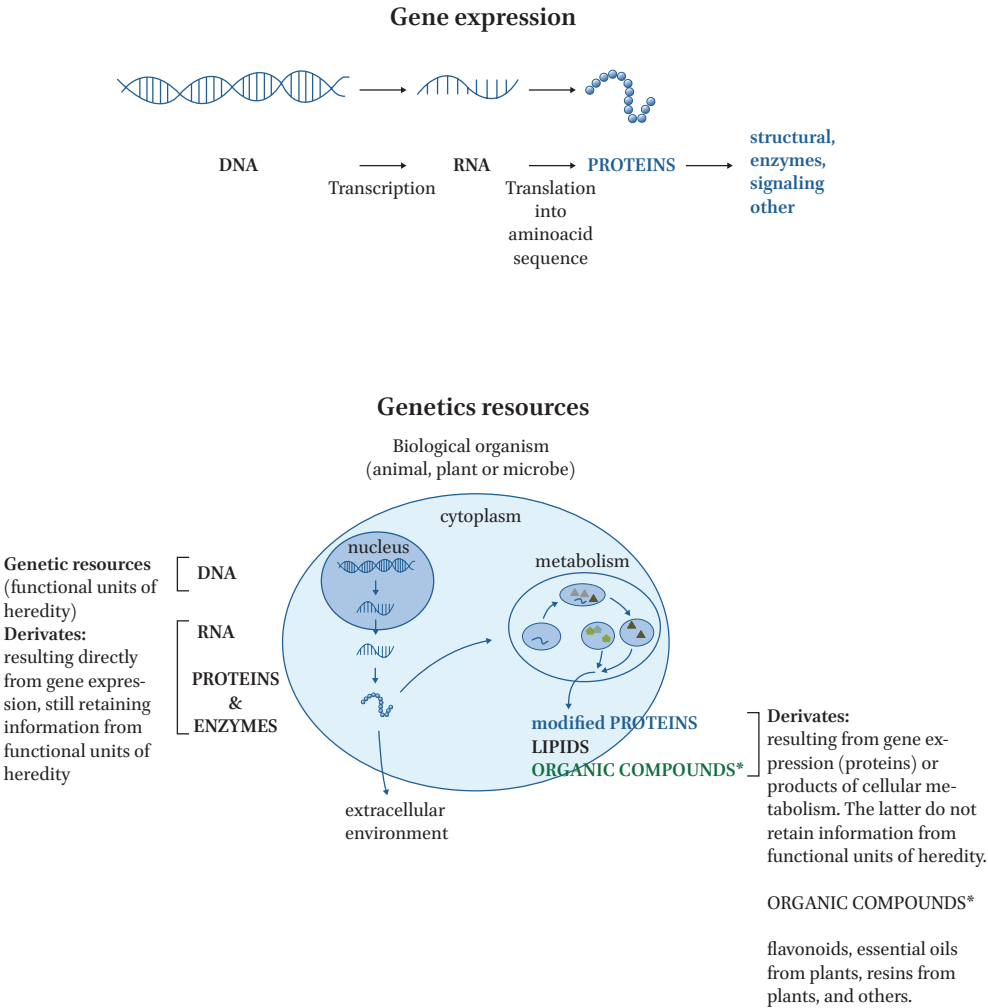 Gene expression
DNA
Transcription
RNA
Translation
into
aminoacid
sequence
PROTEINS
structural,
enzymes,
signaling
other
Genetics resources
Biological organism
(animal, plant or microbe)
cytoplasm
nucleus
metabolism
Genetic resources
(functional units of
heredity)
Derivates:
resulting directly
from gene expres-
sion, still retaining
information from
functional units of
heredity
DNA
RNA
PROTEINS
&
ENZYMES
extracellular
environment
modified PROTEINS
LIPIDS
ORGANIC COMPOUNDS*
Derivates:
resulting from gene ex-
pression (proteins) or
products of cellular me-
tabolism. The latter do not
retain information from
functional units of heredity.
ORGANIC COMPOUNDS*
flavonoids, essential oils
from plants, resins from
plants, and others.